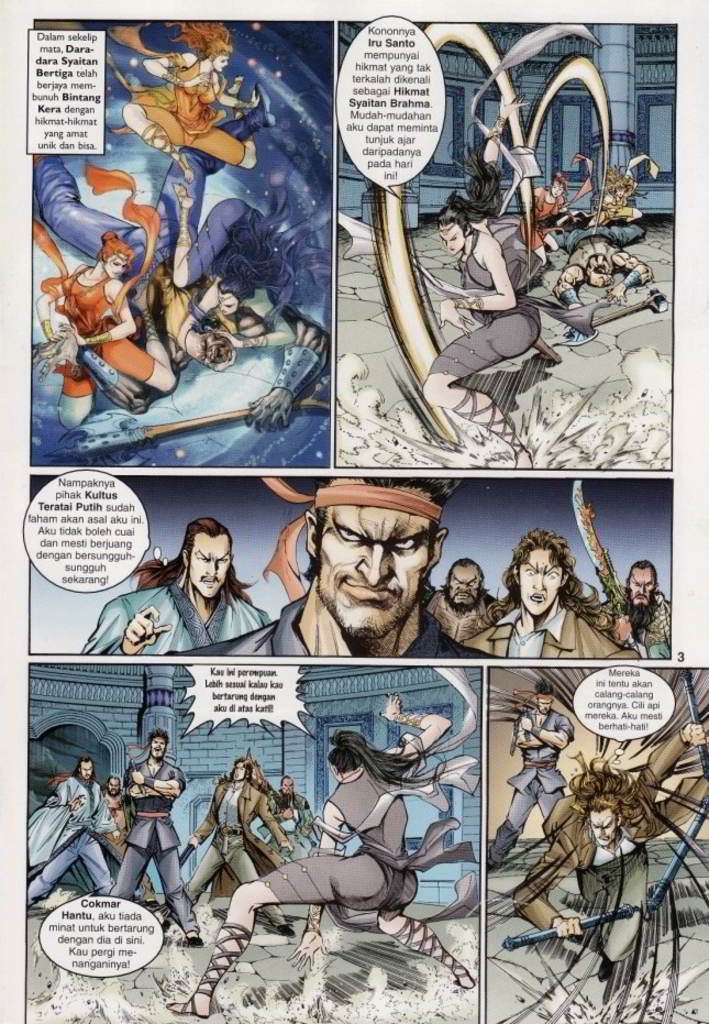 Dalam sekelip
mata, Dara-
dara Syaitan
Bertiga telah
berjaya mem-
bunuh Bintang
Kera dengan
hikmat-hikmat
yang amat
unik dan bisa.
Kononnya
Iru Santo
mempunyai
hikmat yang tak
terkalah dikenali
sebagai Hikmat
Syaitan Brahma.
Mudah-mudahan
aku dapat meminta
tunjuk ajar
daripadanya
pada hari
ini!
Nampaknya
pihak Kultus
Teratai Putih sudah
faham akan asal aku ini.
Aku tidak boleh cuai
dan mesti berjuang
dengan bersungguh-
sungguh
sekarang!
3
Kau ini perempuan.
Lebih sesuai kalau kau
bertarung dengan
aku di atas katil!
Cokmar
Hantu, aku tiada
minat untuk bertarung
dengan dia di sini.
Kau pergi me-
nanganinya!
Mereka
ini tentu akan
calang-calang
orangnya. Cili api
mereka. Aku mesti
berhati-hati!